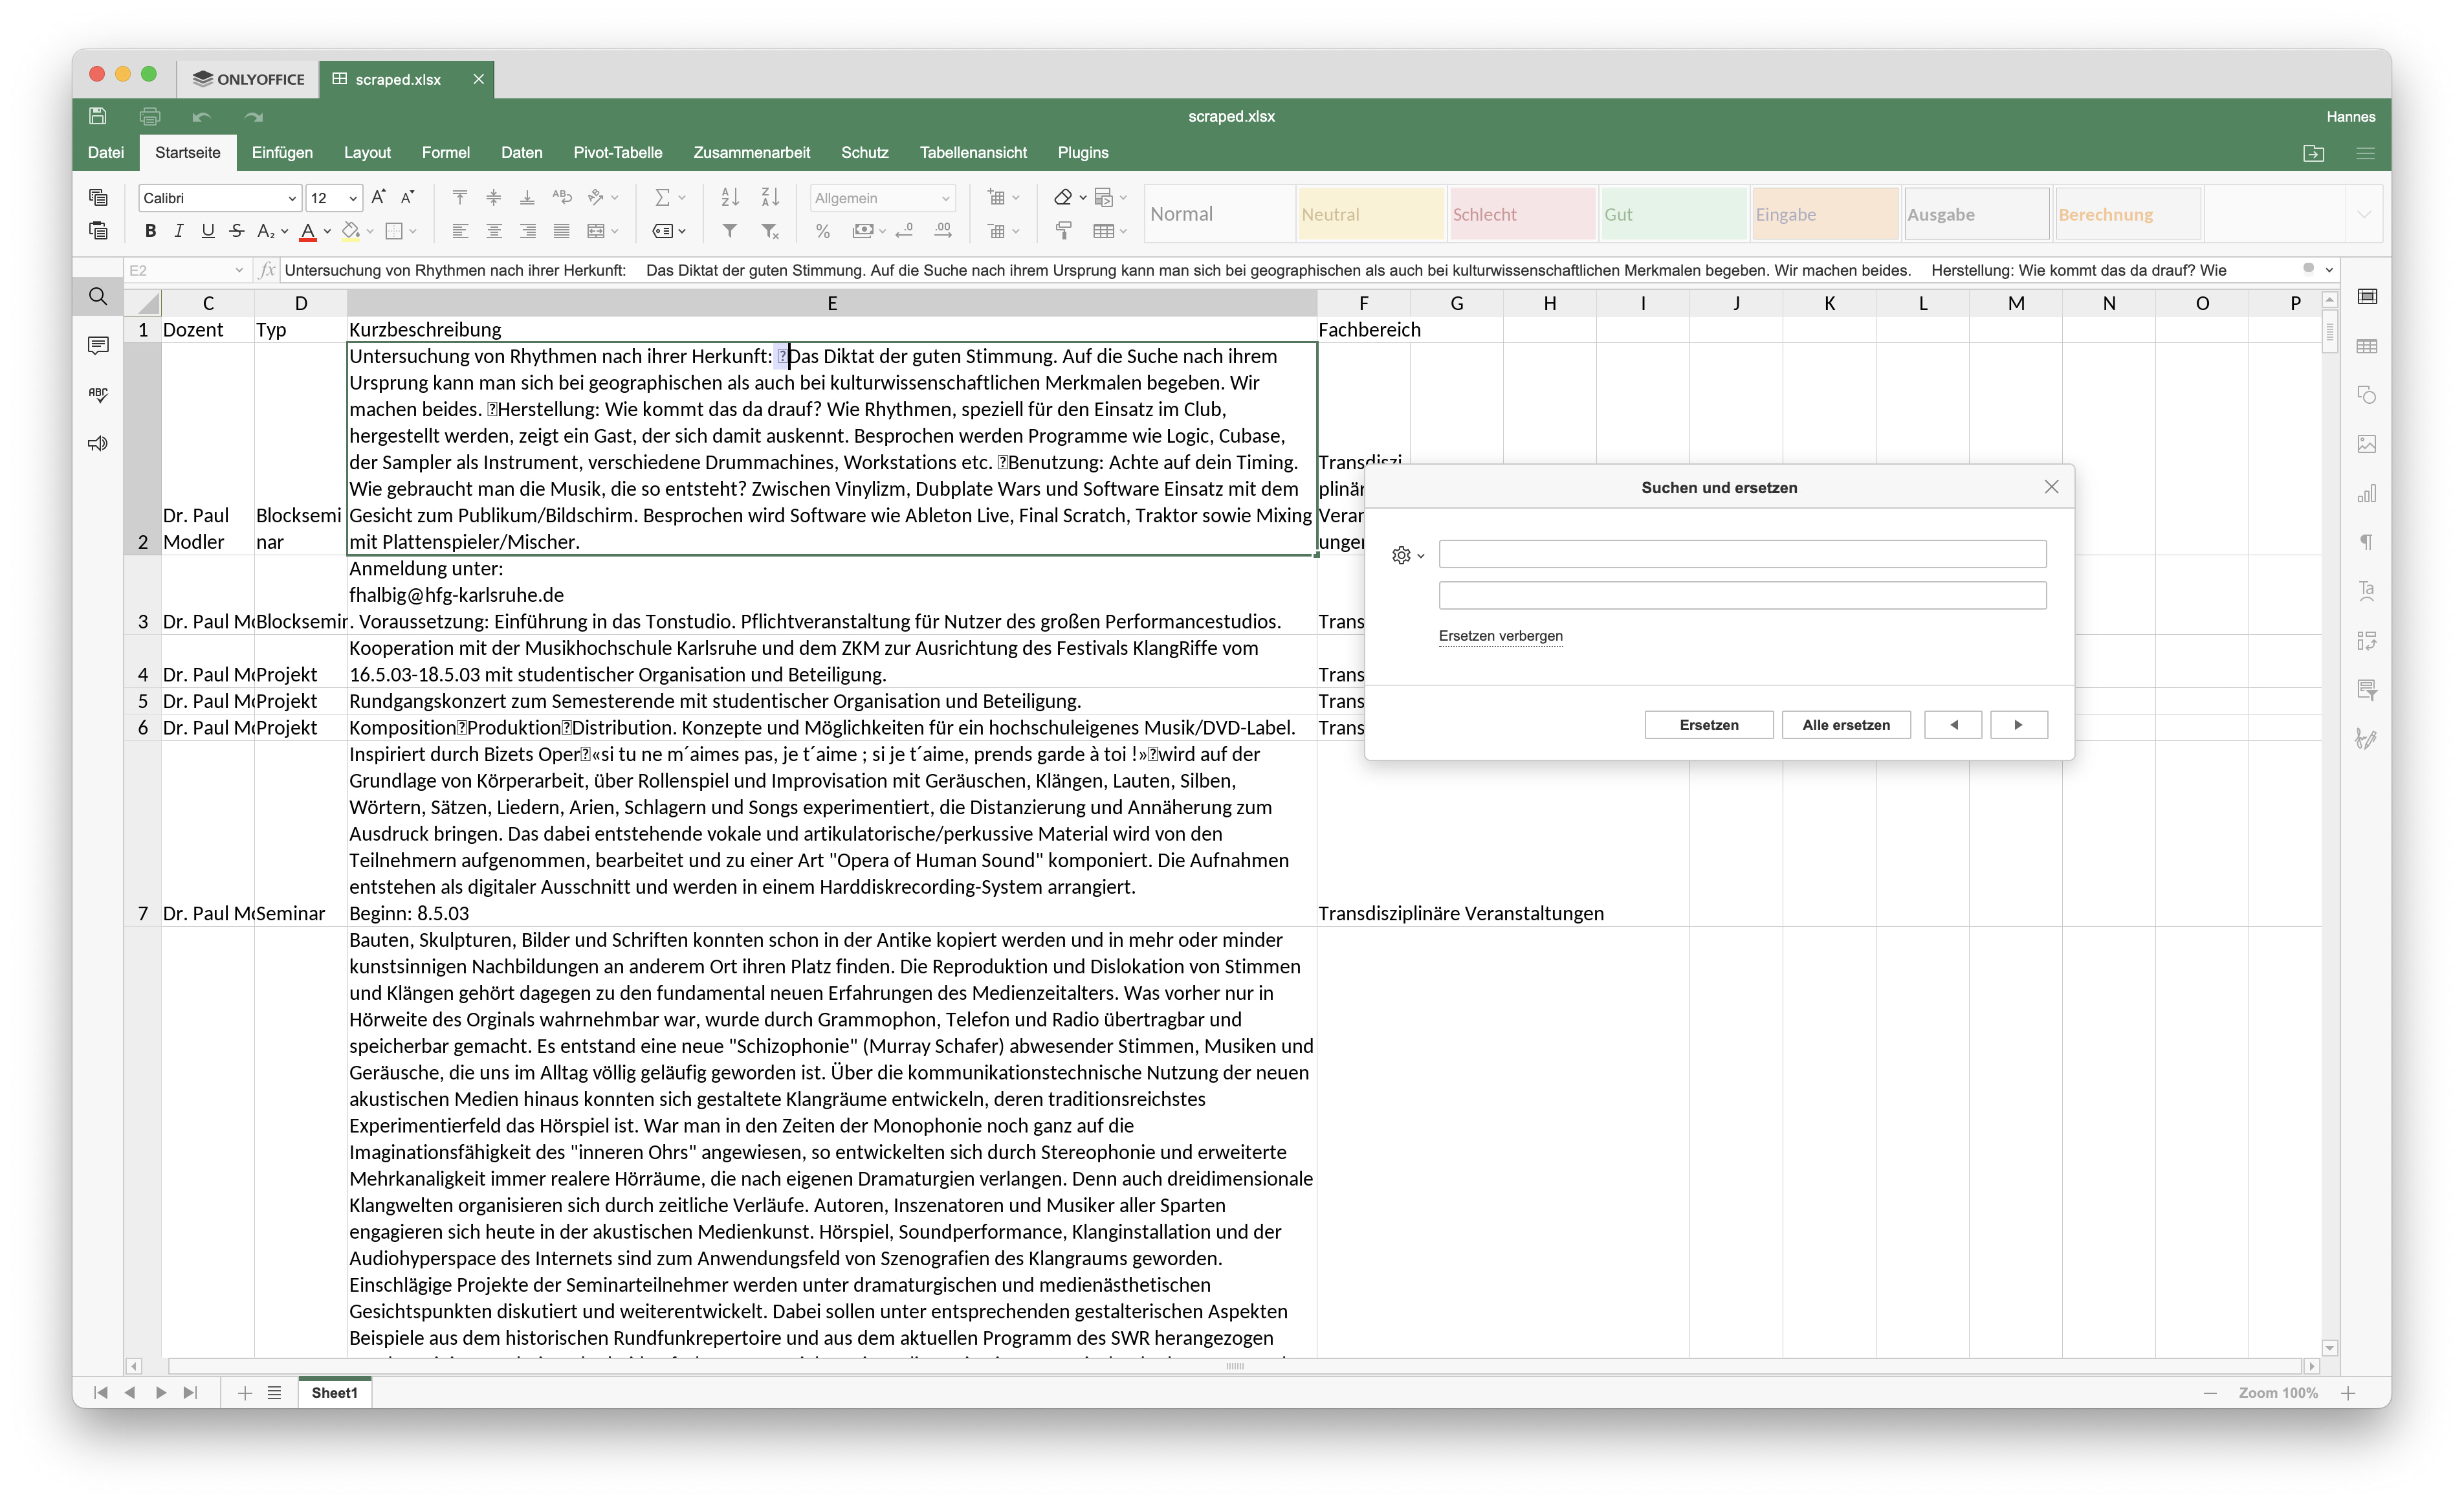 ONLYOFFICE
scraped.xlsx
scraped.xlsx
Hannes
Datei
Startseite
Einfügen
Layout
Formel
Daten
Pivot-Tabelle
Zusammenarbeit
Schutz
Tabellenansicht
Plugins
Calibri
12
Allgemein
Normal
Neutral
Schlecht
Gut
Eingabe
Ausgabe
Berechnung
E2
Untersuchung von Rhythmen nach ihrer Herkunft: Das Diktat der guten Stimmung. Auf die Suche nach ihrem Ursprung kann man sich bei geographischen als auch bei kulturwissenschaftlichen Merkmalen begeben. Wir machen beides. Herstellung: Wie kommt das da drauf? Wie
C D E F G H I J K L M N O P
1 Dozent Typ Kurzbeschreibung Fachbereich
Untersuchung von Rhythmen nach ihrer Herkunft: Das Diktat der guten Stimmung. Auf die Suche nach ihrem
Ursprung kann man sich bei geographischen als auch bei kulturwissenschaftlichen Merkmalen begeben. Wir
machen beides. Herstellung: Wie kommt das da drauf? Wie Rhythmen, speziell für den Einsatz im Club,
hergestellt werden, zeigt ein Gast, der sich damit auskennt. Besprochen werden Programme wie Logic, Cubase,
der Sampler als Instrument, verschiedene Drummachines, Workstations etc. Benutzung: Achte auf dein Timing. Transdiszi
Wie gebraucht man die Musik, die so entsteht? Zwischen Vinylizm, Dubplate Wars und Software Einsatz mit dem plinär
Dr. Paul Blocksemi Gesicht zum Publikum/Bildschirm. Besprochen wird Software wie Ableton Live, Final Scratch, Traktor sowie Mixing Veran
2 Modler nar mit Plattenspieler/Mischer. ungen
Anmeldung unter:
fhalbig@hfg-karlsruhe.de
3 Dr. Paul Mo Blockseminar . Voraussetzung: Einführung in das Tonstudio. Pflichtveranstaltung für Nutzer des großen Performancestudios. Trans
Kooperation mit der Musikhochschule Karlsruhe und dem ZKM zur Ausrichtung des Festivals KlangRiffe vom
4 Dr. Paul Mo Projekt 16.5.03-18.5.03 mit studentischer Organisation und Beteiligung. Trans
5 Dr. Paul Mo Projekt Rundgangskonzert zum Semesterende mit studentischer Organisation und Beteiligung. Trans
6 Dr. Paul Mo Projekt Komposition Produktion Distribution. Konzepte und Möglichkeiten für ein hochschuleigenes Musik/DVD-Label. Trans
Inspiriert durch Bizets Oper «si tu ne m´aimes pas, je t´aime ; si je t´aime, prends garde à toi !» wird auf der
Grundlage von Körperarbeit, über Rollenspiel und Improvisation mit Geräuschen, Klängen, Lauten, Silben,
Wörtern, Sätzen, Liedern, Arien, Schlagern und Songs experimentiert, die Distanzierung und Annäherung zum
Ausdruck bringen. Das dabei entstehende vokale und artikulatorische/perkussive Material wird von den
Teilnehmern aufgenommen, bearbeitet und zu einer Art "Opera of Human Sound" komponiert. Die Aufnahmen
entstehen als digitaler Ausschnitt und werden in einem Harddiskrecording-System arrangiert.
7 Dr. Paul Mo Seminar Beginn: 8.5.03 Transdisziplinäre Veranstaltungen
Bauten, Skulpturen, Bilder und Schriften konnten schon in der Antike kopiert werden und in mehr oder minder
kunstsinnigen Nachbildungen an anderem Ort ihren Platz finden. Die Reproduktion und Dislokation von Stimmen
und Klängen gehört dagegen zu den fundamental neuen Erfahrungen des Medienzeitalters. Was vorher nur in
Hörweite des Orginals wahrnehmbar war, wurde durch Grammophon, Telefon und Radio übertragbar und
speicherbar gemacht. Es entstand eine neue "Schizophonie" (Murray Schafer) abwesender Stimmen, Musiken und
Geräusche, die uns im Alltag völlig geläufig geworden ist. Über die kommunikationstechnische Nutzung der neuen
akustischen Medien hinaus konnten sich gestaltete Klangräume entwickeln, deren traditionsreichstes
Experimentierfeld das Hörspiel ist. War man in den Zeiten der Monophonie noch ganz auf die
Imaginationsfähigkeit des "inneren Ohrs" angewiesen, so entwickelten sich durch Stereophonie und erweiterte
Mehrkanaligkeit immer realere Hörräume, die nach eigenen Dramaturgien verlangen. Denn auch dreidimensionale
Klangwelten organisieren sich durch zeitliche Verläufe. Autoren, Inszenatoren und Musiker aller Sparten
engagieren sich heute in der akustischen Medienkunst. Hörspiel, Soundperformance, Klanginstallation und der
Audiohyperspace des Internets sind zum Anwendungsfeld von Szenografien des Klangraums geworden.
Einschlägige Projekte der Seminarteilnehmer werden unter dramaturgischen und medienästhetischen
Gesichtspunkten diskutiert und weiterentwickelt. Dabei sollen unter entsprechenden gestalterischen Aspekten
Beispiele aus dem historischen Rundfunkrepertoire und aus dem aktuellen Programm des SWR herangezogen
Suchen und ersetzen
Ersetzen verbergen
Ersetzen
Alle ersetzen
Sheet1
Zoom 100%